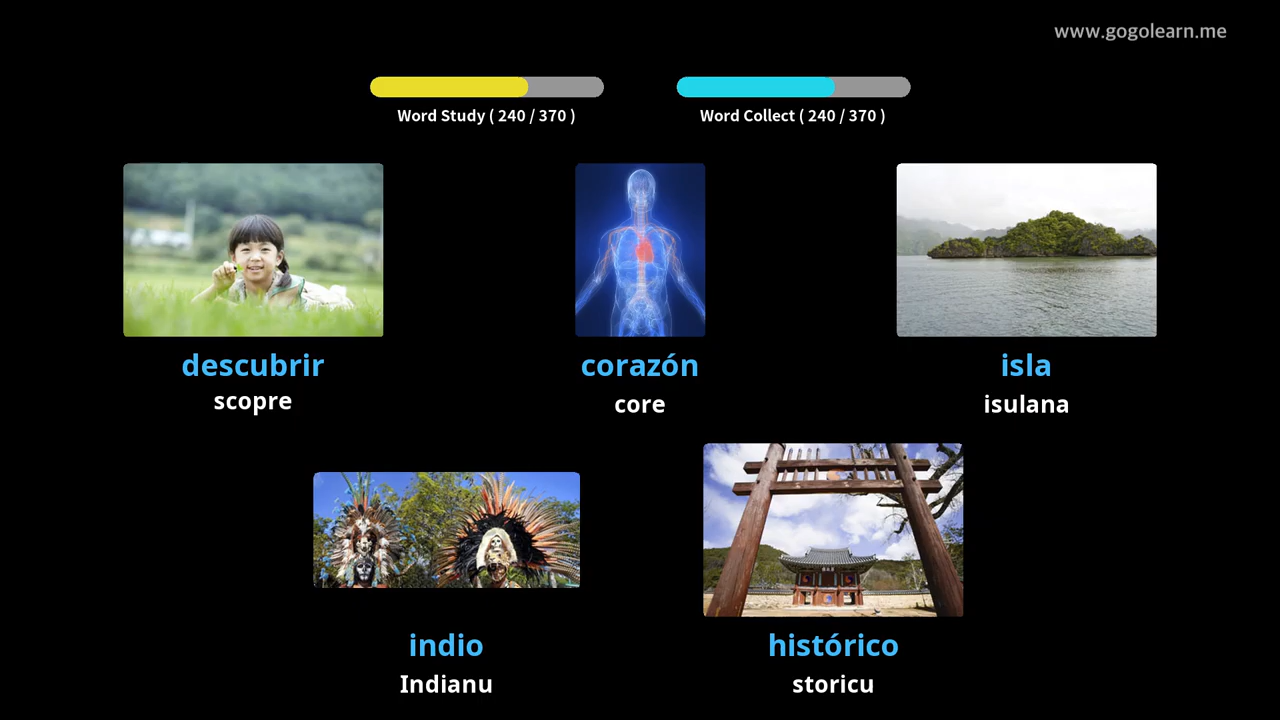 www.gogolearn.me
Word Study ( 240 / 370 )
Word Collect ( 240 / 370 )
descubrir
scopre
corazón
core
isla
isulana
indio
Indianu
histórico
storicu